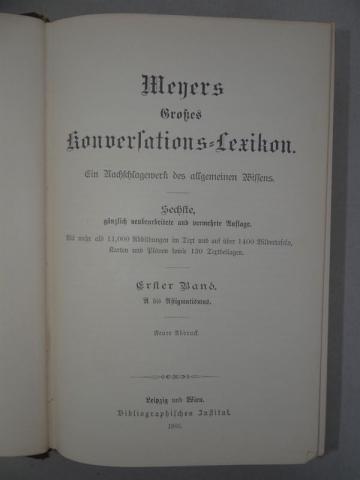 Meyers
Großes
Konversations=Lexikon.
Ein Nachschlagewerk des allgemeinen Wissens.
Sechste,
gänzlich neubearbeitete und vermehrte Auflage.
Mit mehr als 11,000 Abbildungen im Text und auf über 1400 Bildertafeln,
Karten und Plänen sowie 130 Textbeilagen.
Erster Band.
A bis Astigmatismus.
Neuer Abdruck.
Leipzig und Wien.
Bibliographisches Institut.